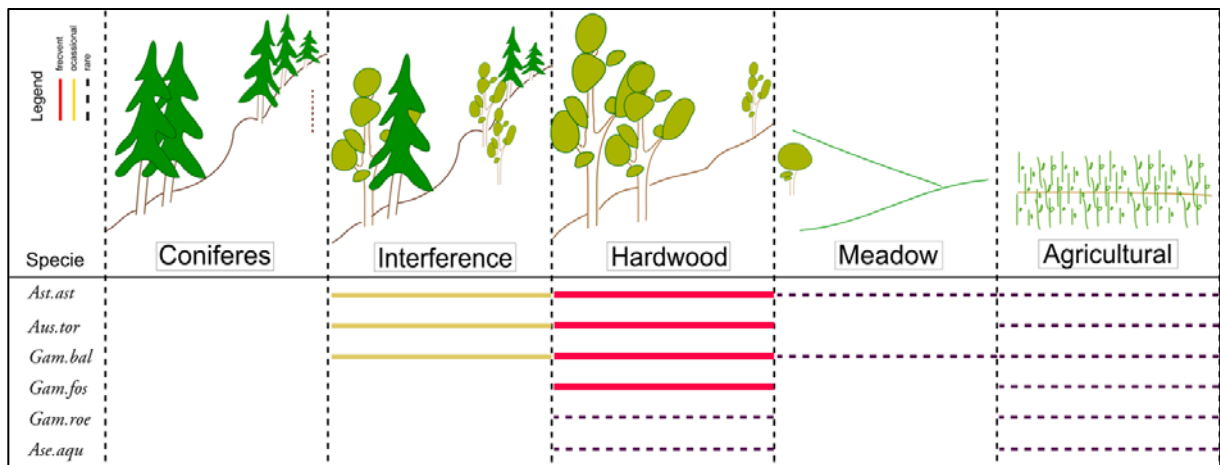 Legend
frecvent
ocassional
rare
Specie
Coniferes
Interference
Hardwood
Meadow
Agricultural
Ast.ast
Aus.tor
Gam.bal
Gam.fos
Gam.roe
Ase.aqu